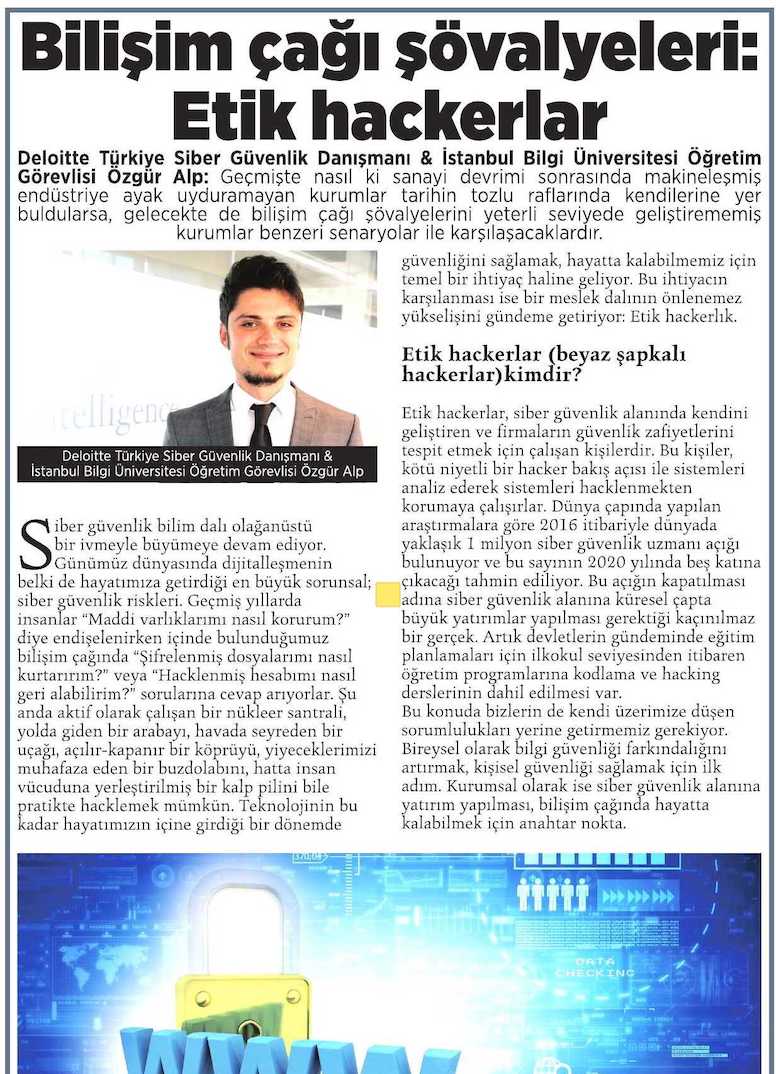 Bilişim çağı şövalyeleri:
Etik hackerlar
Deloitte Türkiye Siber Güvenlik Danışmanı & İstanbul Bilgi Üniversitesi Öğretim
Görevlisi Özgür Alp: Geçmişte nasıl ki sanayi devrimi sonrasında makineleşmiş
endüstriye ayak uyduramayan kurumlar tarihin tozlu raflarında kendilerine yer
buldularsa, gelecekte de bilişim çağı şövalyelerini yeterli seviyede geliştirememiş
kurumlar benzeri senaryolar ile karşılaşacaklardır.
ntelligence
Deloitte Türkiye Siber Güvenlik Danışmanı &
İstanbul Bilgi Üniversitesi Öğretim Görevlisi Özgür Alp
Siber güvenlik bilim dalı olağanüstü
bir ivmeyle büyümeye devam ediyor.
Günümüz dünyasında dijitalleşmenin
belki de hayatımıza getirdiği en büyük sorunsal;
siber güvenlik riskleri. Geçmiş yıllarda
insanlar “Maddi varlıklarımı nasıl korurum?”
diye endişelenirken içinde bulunduğumuz
bilişim çağında “Şifrelenmiş dosyalarımı nasıl
kurtarırım?” veya “Hacklenmiş hesabımı nasıl
geri alabilirim?” sorularına cevap arıyorlar. Şu
anda aktif olarak çalışan bir nükleer santrali,
yolda giden bir arabayı, havada seyreden bir
uçağı, açılır-kapanır bir köprüyü, yiyeceklerimizi
muhafaza eden bir buzdolabını, hatta insan
vücuduna yerleştirilmiş bir kalp pilini bile
pratikte hacklemek mümkün. Teknolojinin bu
kadar hayatımızın içine girdiği bir dönemde
güvenliğini sağlamak, hayatta kalabilmemiz için
temel bir ihtiyaç haline geliyor. Bu ihtiyacın
karşılanması ise bir meslek dalının önlenemez
yükselişini gündeme getiriyor: Etik hackerlık.
Etik hackerlar (beyaz şapkalı
hackerlar)kimdir?
Etik hackerlar, siber güvenlik alanında kendini
geliştiren ve firmaların güvenlik zafiyetlerini
tespit etmek için çalışan kişilerdir. Bu kişiler,
kötü niyetli bir hacker bakış açısı ile sistemleri
analiz ederek sistemleri hacklenmekten
korumaya çalışırlar. Dünya çapında yapılan
araştırmalara göre 2016 itibariyle dünyada
yaklaşık 1 milyon siber güvenlik uzmanı açığı
bulunuyor ve bu sayının 2020 yılında beş katına
çıkacağı tahmin ediliyor. Bu açığın kapatılması
adına siber güvenlik alanına küresel çapta
büyük yatırımlar yapılması gerektiği kaçınılmaz
bir gerçek. Artık devletlerin gündeminde eğitim
planlamaları için ilkokul seviyesinden itibaren
öğretim programlarına kodlama ve hacking
derslerinin dahil edilmesi var.
Bu konuda bizlerin de kendi üzerimize düşen
sorumlulukları yerine getirmemiz gerekiyor.
Bireysel olarak bilgi güvenliği farkındalığını
artırmak, kişisel güvenliği sağlamak için ilk
adım. Kurumsal olarak ise siber güvenlik alanına
yatırım yapılması, bilişim çağında hayatta
kalabilmek için anahtar nokta.
DATA
CHECKING
WWW